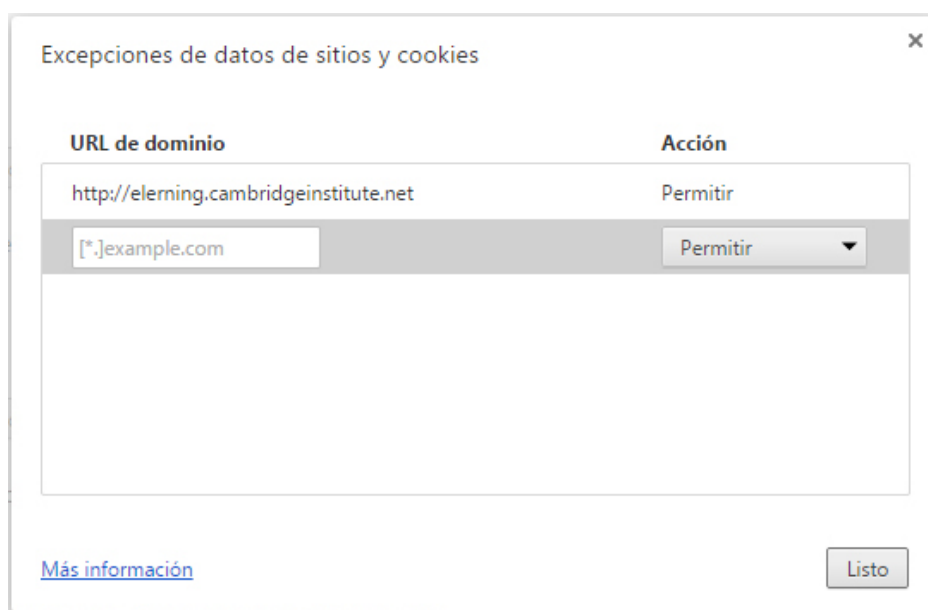 Excepciones de datos de sitios y cookies
×
URL de dominio Acción
http://elerning.cambridgeinstitute.net Permitir
[*.]example.com Permitir
Más información Listo